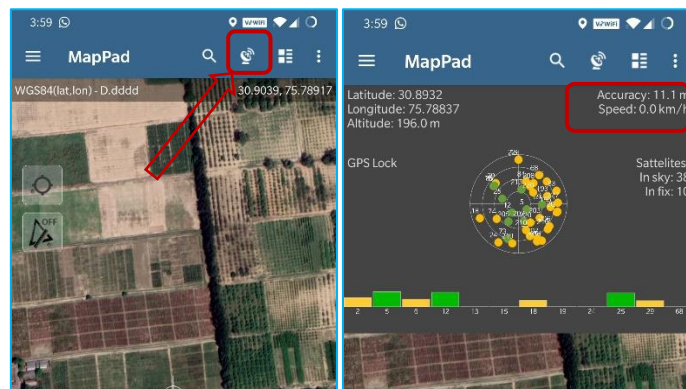 3:59
VoWiFi
MapPad
WGS84(lat,lon) - D.dddd
30.9039, 75.78917
OFF
3:59
VoWiFi
MapPad
Latitude: 30.8932
Longitude: 75.78837
Altitude: 196.0 m
Accuracy: 11.1 m
Speed: 0.0 km/h
GPS Lock
Sattelites
In sky: 38
In fix: 10
2 5 6 12 13 15 18 19 24 25 29 68